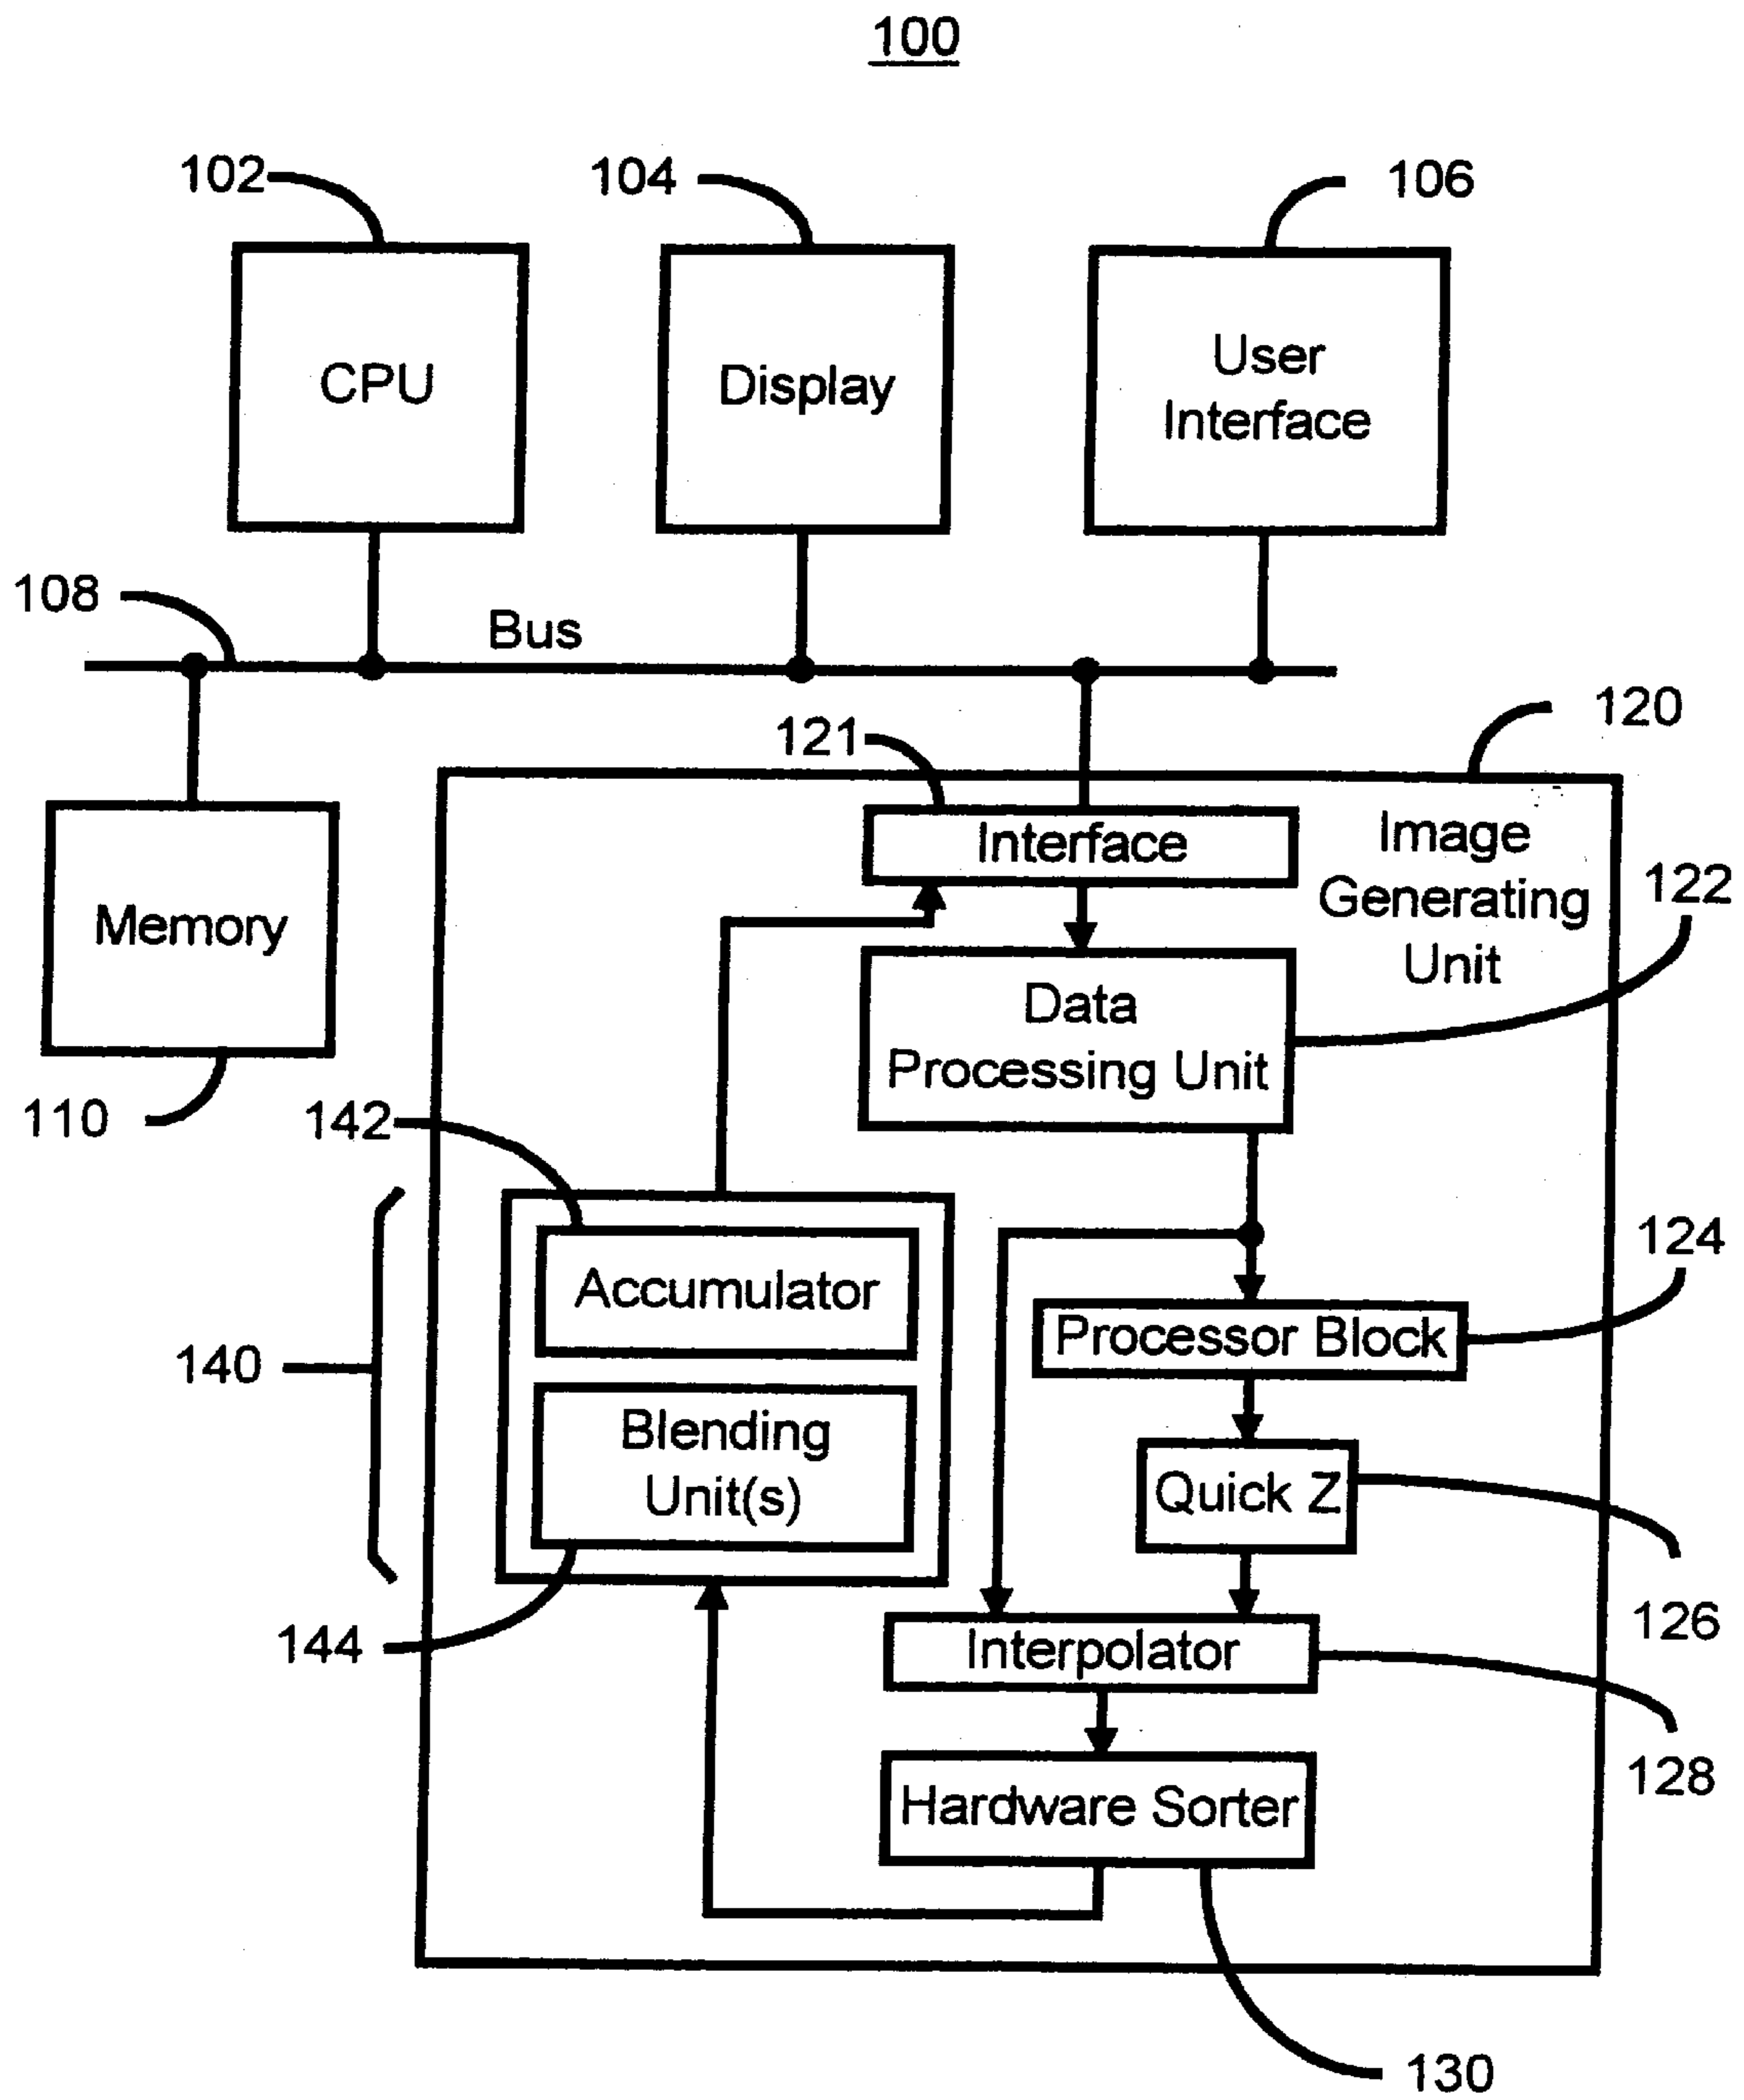 100
102
104
106
CPU
Display
User
Interface
108
Bus
120
121
Interface
Image
Generating
Unit
122
Memory
Data
Processing Unit
110
142
124
Accumulator
Processor Block
140
Blending
Unit(s)
Quick Z
126
144
Interpolator
128
Hardware Sorter
130